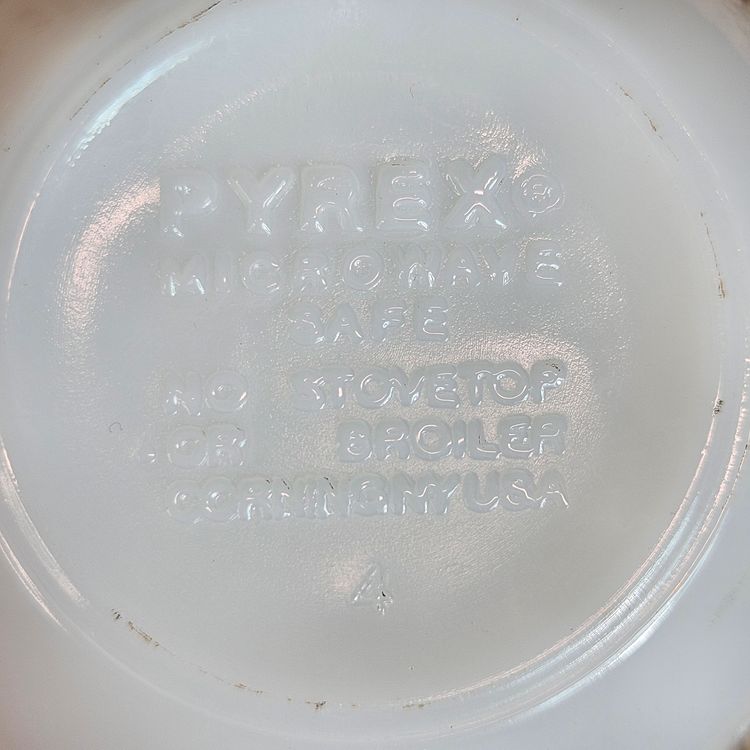 PYREX®
MICROWAVE
SAFE
NO STOVETOP
OR BROILER
CORNING NY USA
4